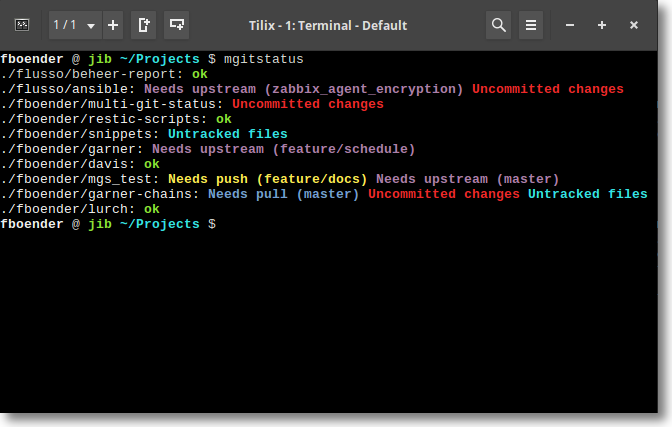 1 / 1
Tilix - 1: Terminal - Default
fboender @ jib ~/Projects $ mgitstatus
./flusso/beheer-report: ok
./flusso/ansible: Needs upstream (zabbix_agent_encryption) Uncommitted changes
./fboender/multi-git-status: Uncommitted changes
./fboender/restic-scripts: ok
./fboender/snippets: Untracked files
./fboender/garner: Needs upstream (feature/schedule)
./fboender/davis: ok
./fboender/mgs_test: Needs push (feature/docs) Needs upstream (master)
./fboender/garner-chains: Needs pull (master) Uncommitted changes Untracked files
./fboender/lurch: ok
fboender @ jib ~/Projects $